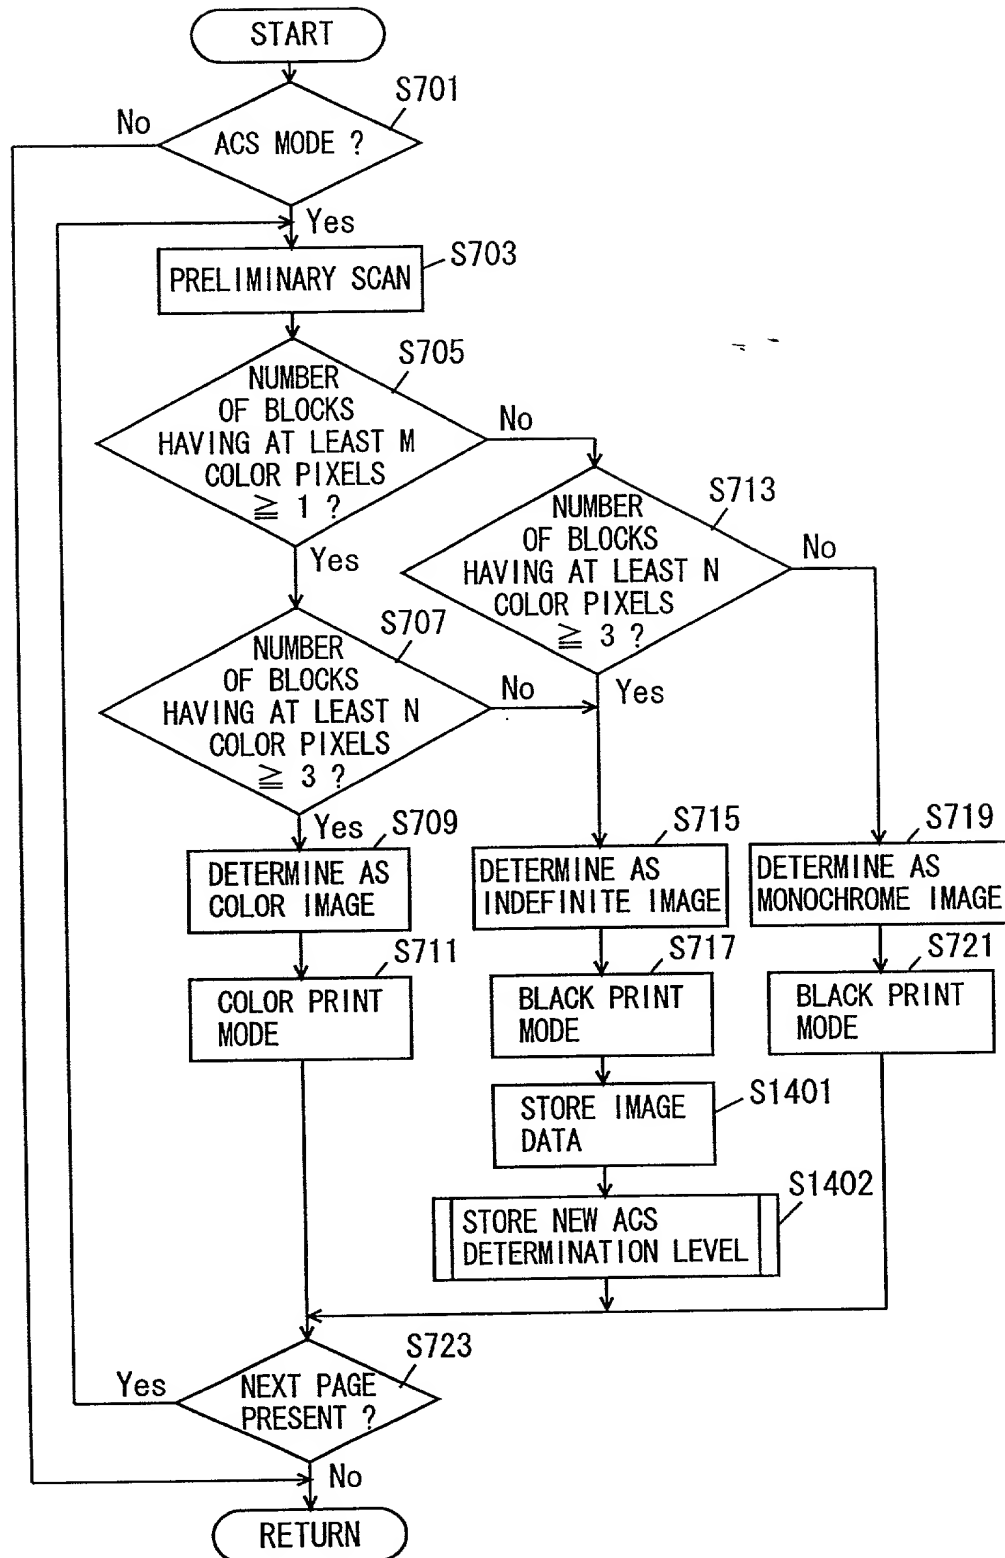 START
S701
No
ACS MODE ?
Yes
S703
PRELIMINARY SCAN
S705
NUMBER
OF BLOCKS
HAVING AT LEAST M
COLOR PIXELS
≧ 1 ?
No
Yes
S713
NUMBER
OF BLOCKS
HAVING AT LEAST N
COLOR PIXELS
≧ 3 ?
No
Yes
S707
NUMBER
OF BLOCKS
HAVING AT LEAST N
COLOR PIXELS
≧ 3 ?
No
Yes
S709
DETERMINE AS
COLOR IMAGE
S715
DETERMINE AS
INDEFINITE IMAGE
S719
DETERMINE AS
MONOCHROME IMAGE
S711
COLOR PRINT
MODE
S717
BLACK PRINT
MODE
S721
BLACK PRINT
MODE
S1401
STORE IMAGE
DATA
S1402
STORE NEW ACS
DETERMINATION LEVEL
S723
Yes
NEXT PAGE
PRESENT ?
No
RETURN